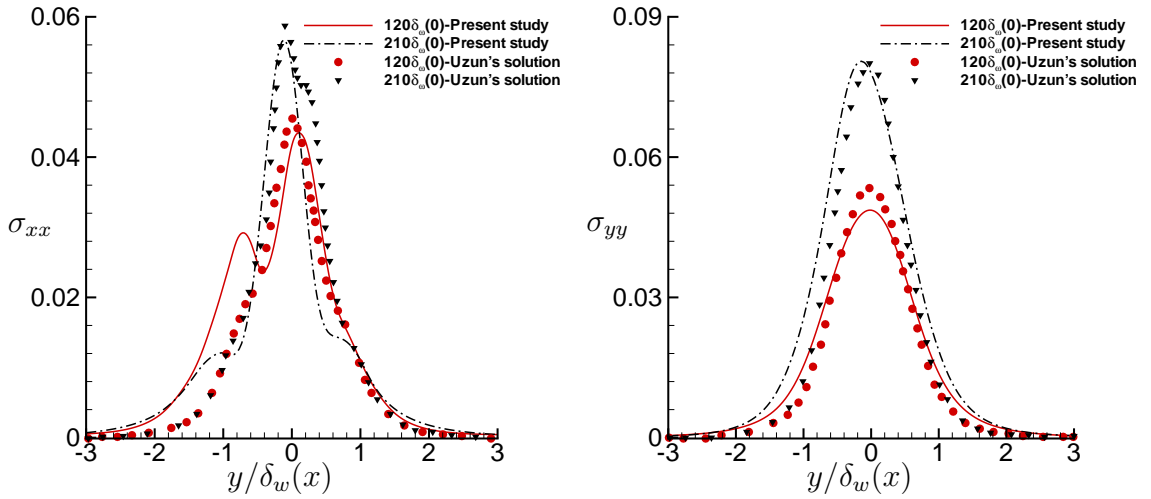 0.06
0.04
0.02
0
σxx
-3 -2 -1 0 1 2 3
y/δw(x)
120δω(0)-Present study
210δω(0)-Present study
120δω(0)-Uzun's solution
210δω(0)-Uzun's solution
0.09
0.06
0.03
0
σyy
-3 -2 -1 0 1 2 3
y/δw(x)
120δω(0)-Present study
210δω(0)-Present study
120δω(0)-Uzun's solution
210δω(0)-Uzun's solution